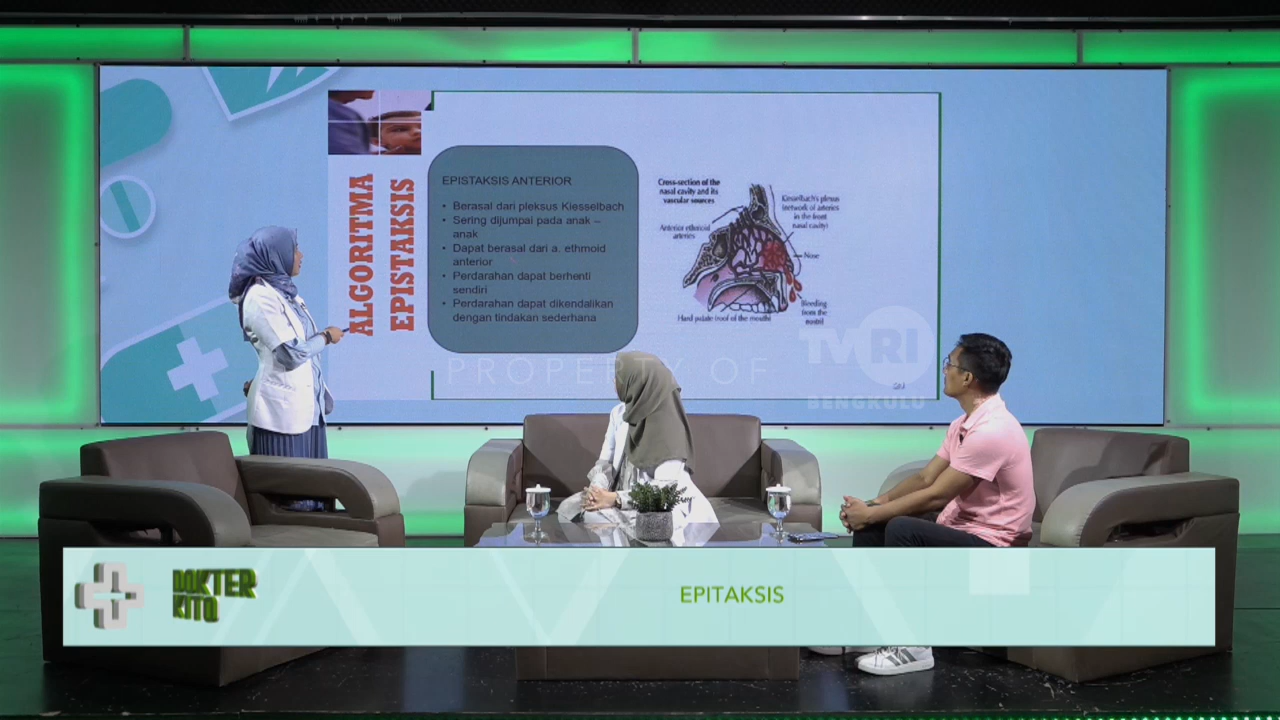 ALGORITMA
EPISTAKSIS
EPISTAKSIS ANTERIOR
• Berasal dari pleksus Kiesselbach
• Sering dijumpai pada anak –
anak
• Dapat berasal dari a. ethmoid
anterior
• Perdarahan dapat berhenti
sendiri
• Perdarahan dapat dikendalikan
dengan tindakan sederhana
Cross-section of the
nasal cavity and its
vascular sources
Anterior ethmoid
arteries
Kiesselbach's plexus
(network of arteries
in the front
nasal cavity)
Nose
Bleeding
from the
nostril
Hard palate (roof of the mouth)
PROPERTY OF
TVRI
BENGKULU
DOKTER
KITO
EPITAKSIS